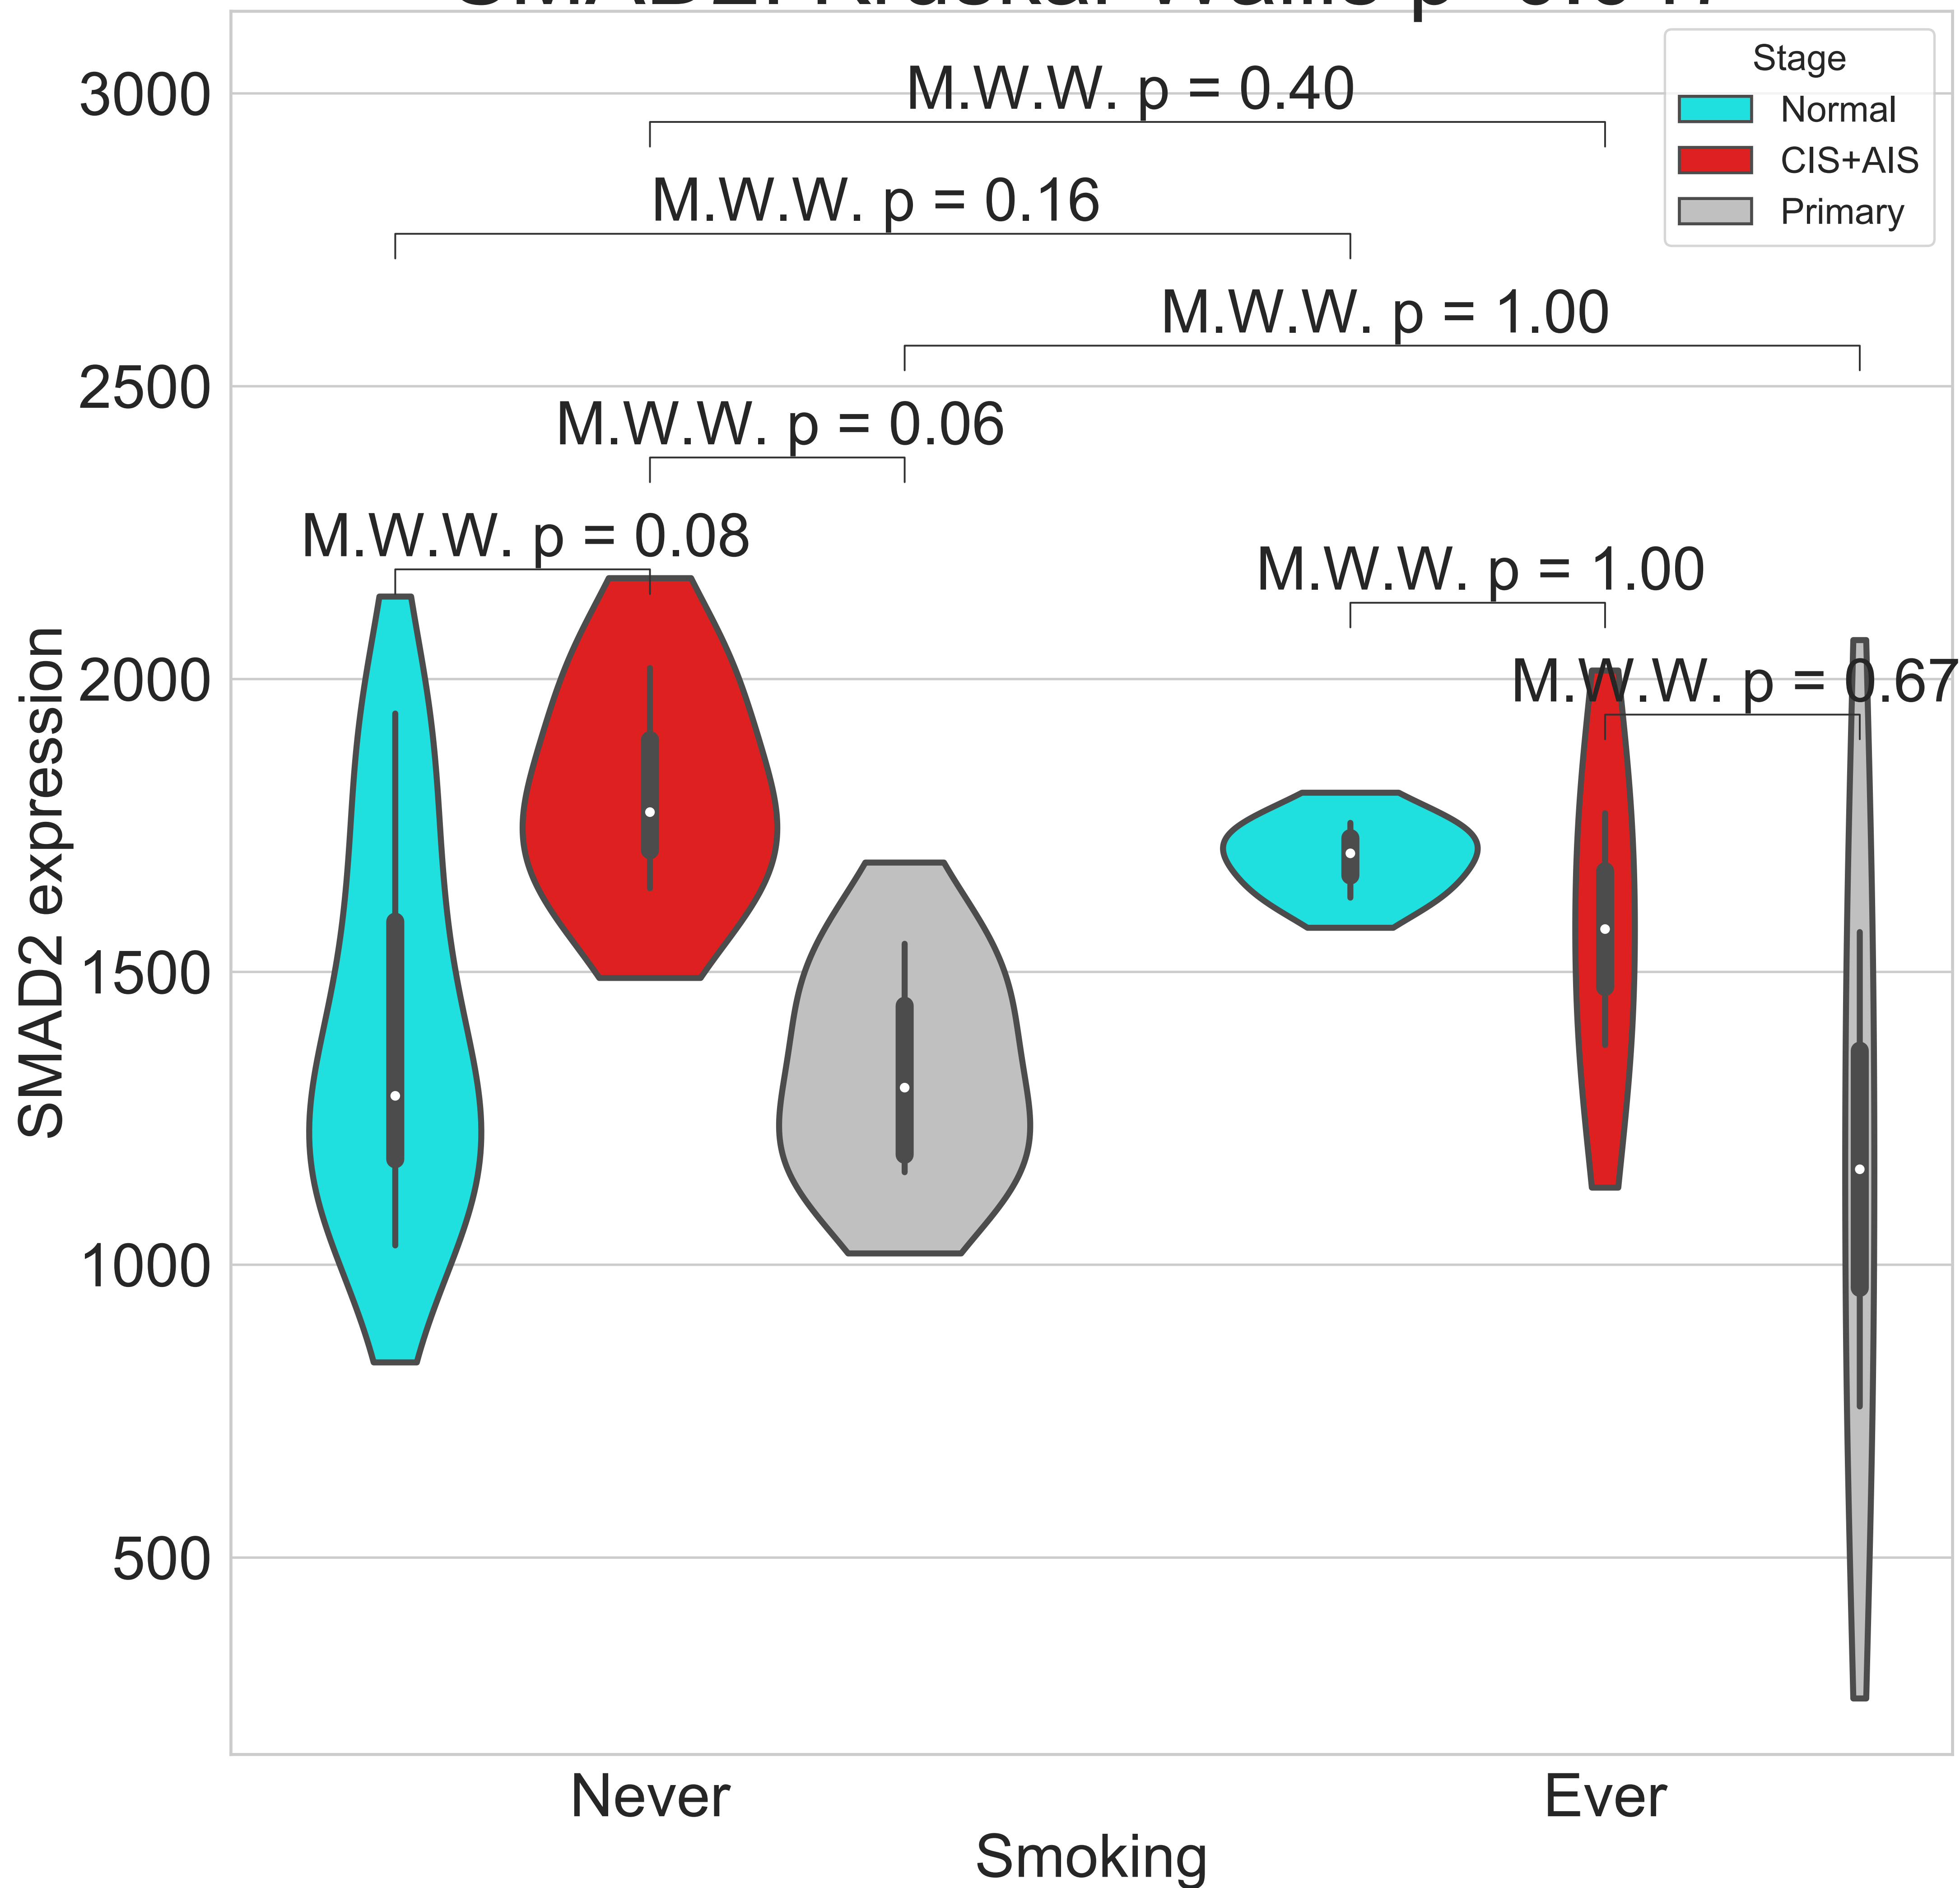 Stage
Normal
CIS+AIS
Primary
M.W.W. p = 0.40
M.W.W. p = 0.16
M.W.W. p = 1.00
M.W.W. p = 0.06
M.W.W. p = 0.08
M.W.W. p = 1.00
M.W.W. p = 0.67
3000
2500
2000
1500
1000
500
SMAD2 expression
Never
Ever
Smoking